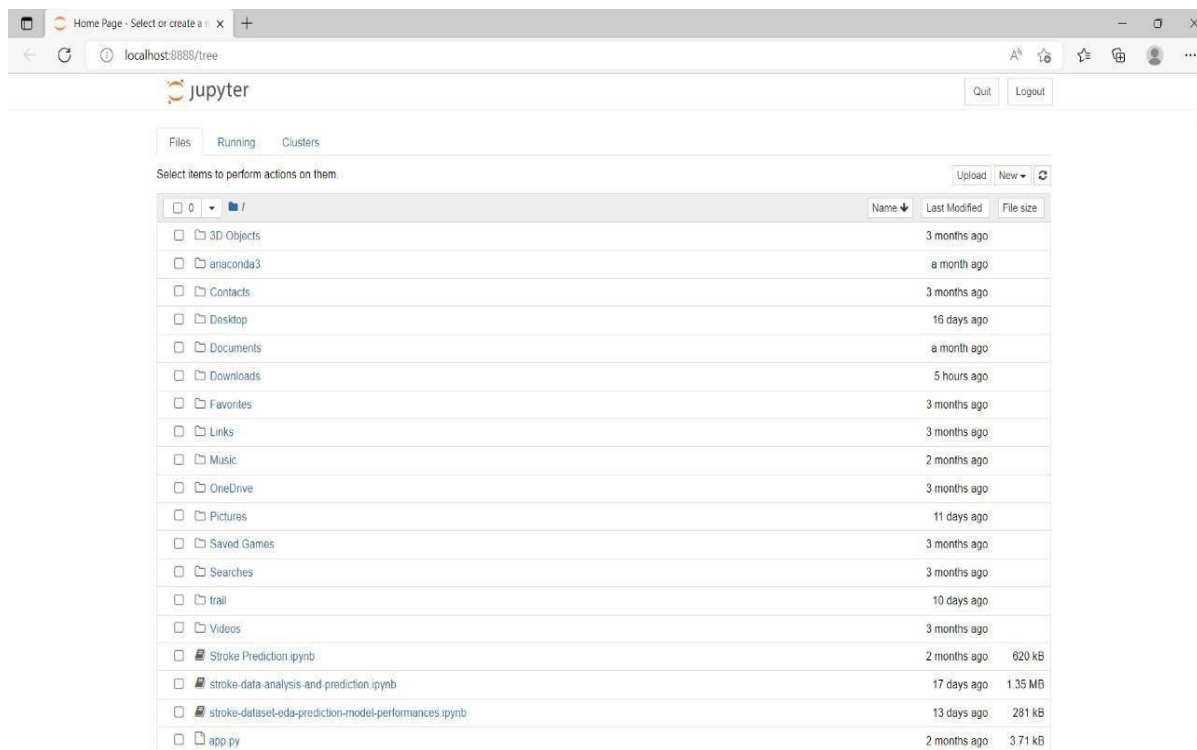 Home Page - Select or create a n
localhost:8888/tree
jupyter
Quit Logout
Files Running Clusters
Select items to perform actions on them.
Upload New
0 / Name Last Modified File size
3D Objects 3 months ago
anaconda3 a month ago
Contacts 3 months ago
Desktop 16 days ago
Documents a month ago
Downloads 5 hours ago
Favorites 3 months ago
Links 3 months ago
Music 2 months ago
OneDrive 3 months ago
Pictures 11 days ago
Saved Games 3 months ago
Searches 3 months ago
trail 10 days ago
Videos 3 months ago
Stroke Prediction.ipynb 2 months ago 620 kB
stroke-data-analysis-and-prediction.ipynb 17 days ago 1.35 MB
stroke-dataset-eda-prediction-model-performances.ipynb 13 days ago 281 kB
app.py 2 months ago 3.71 kB